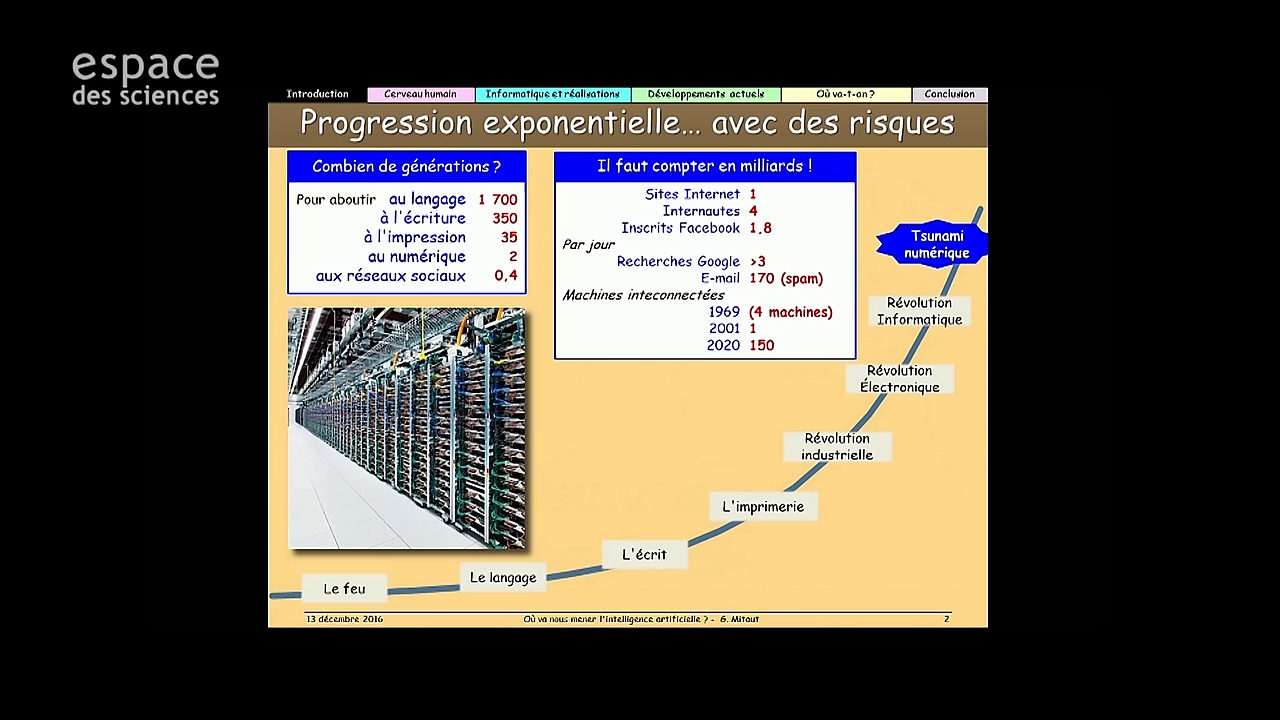 espace
des sciences
Introduction Cerveau humain Informatique et réalisations Développements actuels Où va-t-on ? Conclusion
Progression exponentielle... avec des risques
Combien de générations ?
Pour aboutir au langage 1 700
à l'écriture 350
à l'impression 35
au numérique 2
aux réseaux sociaux 0,4
Il faut compter en milliards !
Sites Internet 1
Internautes 4
Inscrits Facebook 1,8
Par jour
Recherches Google >3
E-mail 170 (spam)
Machines inteconnectées
1969 (4 machines)
2001 1
2020 150
Tsunami
numérique
Révolution
Informatique
Révolution
Électronique
Révolution
industrielle
L'imprimerie
L'écrit
Le langage
Le feu
13 décembre 2016 Où va nous mener l'intelligence artificielle ? - G. Mitaut 2